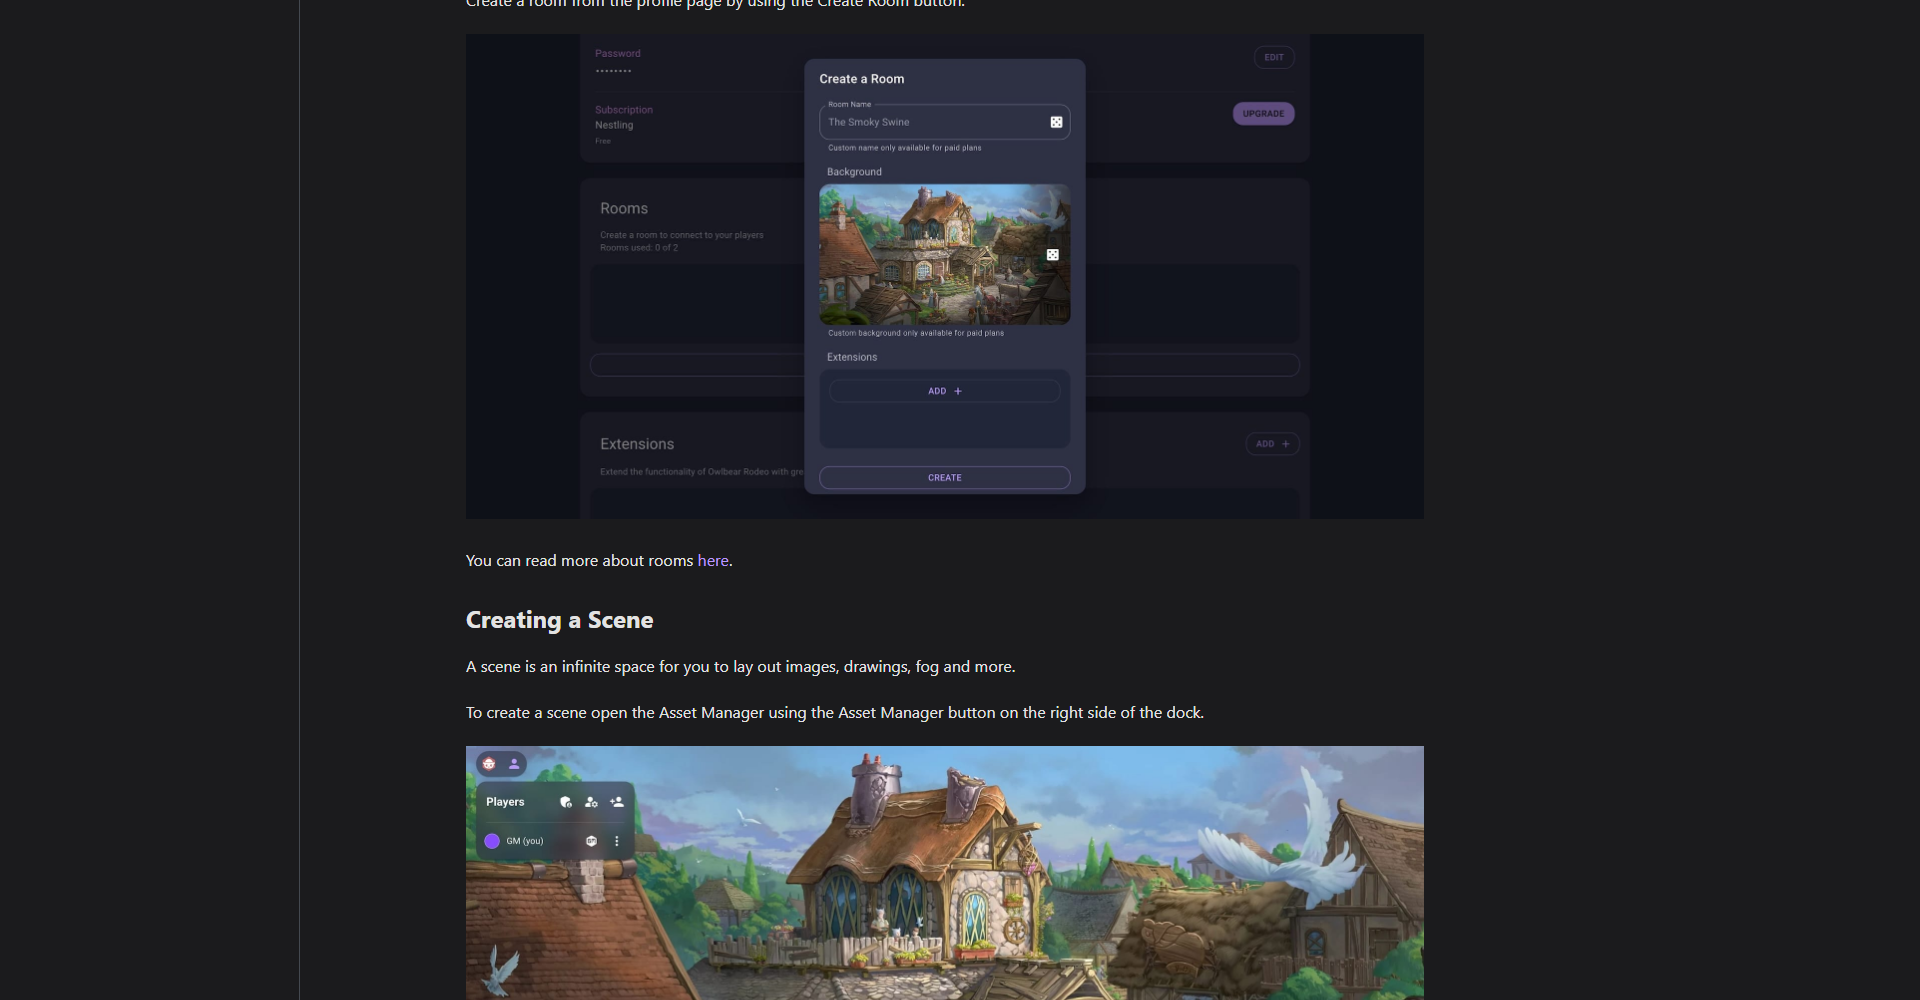 Create a room from the profile page by using the Create Room button.
Password
••••••••
EDIT
Subscription
Nestling
Free
UPGRADE
Rooms
Create a room to connect to your players
Rooms used: 0 of 2
Extensions
Extend the functionality of Owlbear Rodeo with gre
ADD +
Create a Room
Room Name
The Smoky Swine
Custom name only available for paid plans
Background
Custom background only available for paid plans
Extensions
ADD +
CREATE
You can read more about rooms here.
Creating a Scene
A scene is an infinite space for you to lay out images, drawings, fog and more.
To create a scene open the Asset Manager using the Asset Manager button on the right side of the dock.
Players
GM (you)